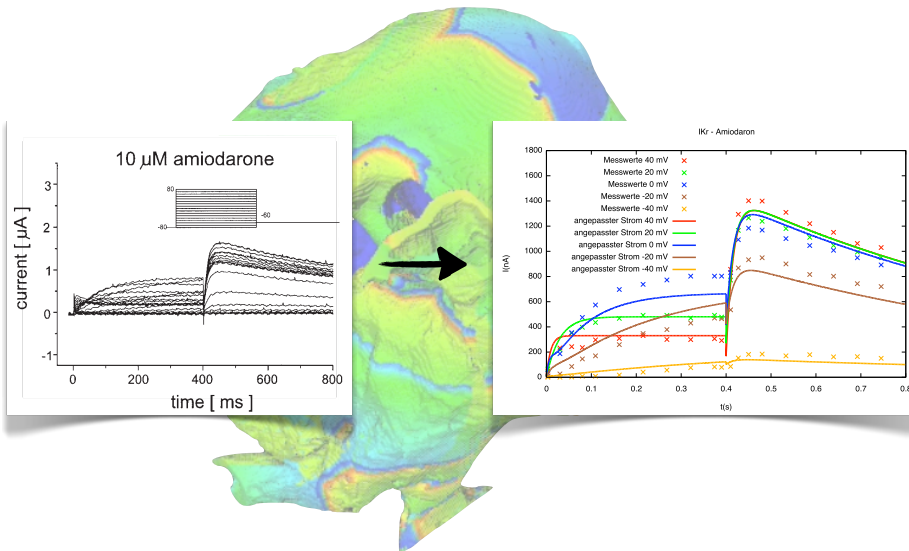 10 µM amiodarone
current [ µA ]
3
2
1
0
-1
80
-60
-80
0
200
400
600
800
time [ ms ]
IKr - Amiodaron
I(nA)
1800
1600
1400
1200
1000
800
600
400
200
0
Messwerte 40 mV
Messwerte 20 mV
Messwerte 0 mV
Messwerte -20 mV
Messwerte -40 mV
angepasster Strom 40 mV
angepasster Strom 20 mV
angepasster Strom 0 mV
angepasster Strom -20 mV
angepasster Strom -40 mV
0
0.1
0.2
0.3
0.4
0.5
0.6
0.7
0.8
t(s)